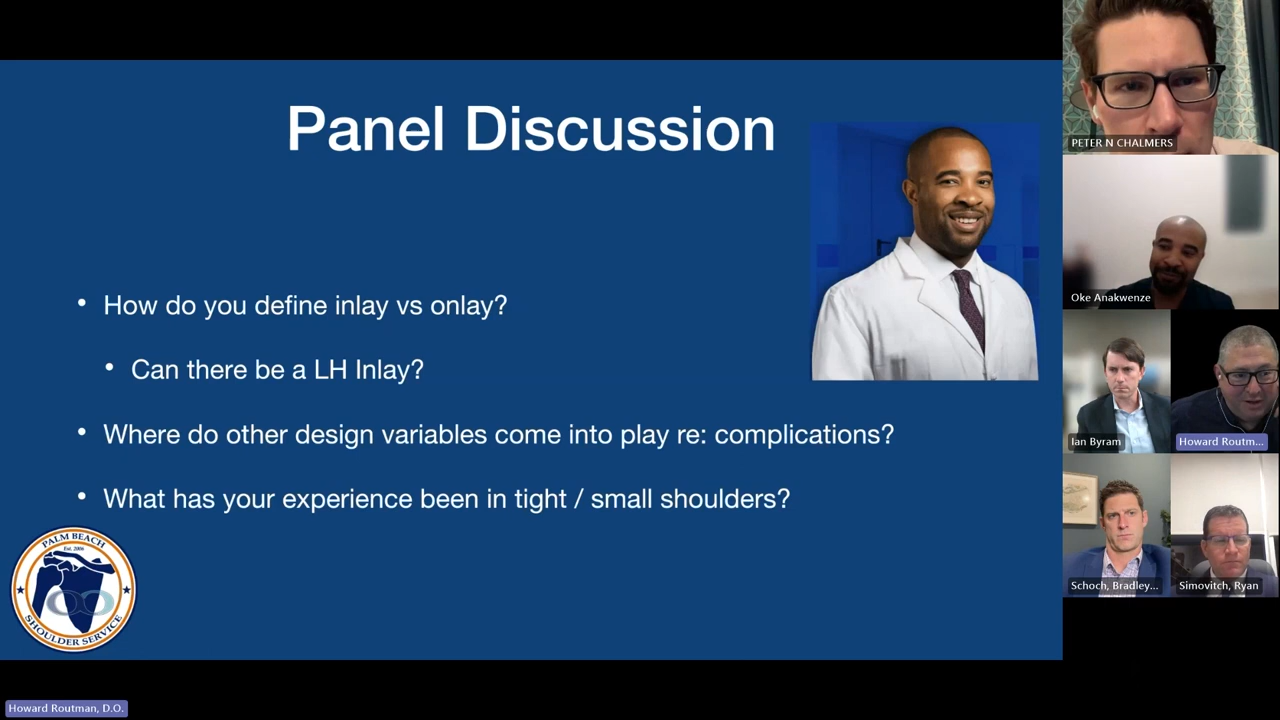 Panel Discussion
• How do you define inlay vs onlay?
• Can there be a LH Inlay?
• Where do other design variables come into play re: complications?
• What has your experience been in tight / small shoulders?
PALM BEACH
Est. 2006
SHOULDER SERVICE
Howard Routman, D.O.
PETER N CHALMERS
Oke Anakwenze
Ian Byram
Howard Routm...
Schoch, Bradley...
Simovitch, Ryan